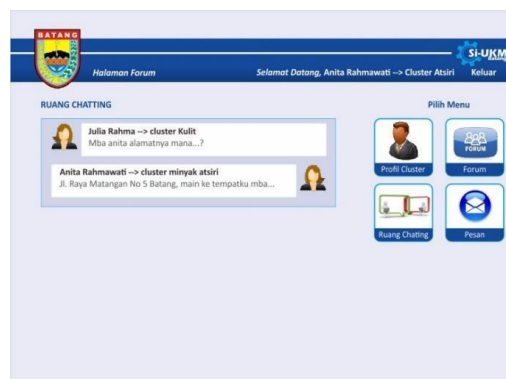 BATANG
Si-UKM
Halaman Forum
Selamat Datang, Anita Rahmawati --> Cluster Atsiri
Keluar
RUANG CHATTING
Pilih Menu
Julia Rahma --> cluster Kulit
Mba anita alamatnya mana...?
Anita Rahmawati --> cluster minyak atsiri
Jl. Raya Matangan No 5 Batang, main ke tempatku mba...
FORUM
Profil Cluster
Forum
Ruang Chating
Pesan